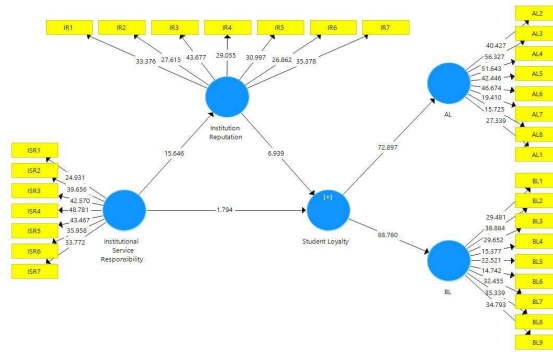 IR1 IR2 IR3 IR4 IR5 IR6 IR7
33.376 27.615 43.677 29.055 30.997 26.862 35.378
Institution
Reputation
AL2
AL3
AL4
AL5
AL6
AL7
AL8
AL1
40.427
56.327
51.643
42.446
46.674
19.410
15.725
27.339
AL
15.646
6.939
72.897
ISR1
ISR2
ISR3
ISR4
ISR5
ISR6
ISR7
24.931
39.656
42.570
48.781
43.467
35.958
33.772
Institutional
Service
Responsibility
1.794
[+]
Student Loyalty
88.760
BL1
BL2
BL3
BL4
BL5
BL6
BL7
BL8
BL9
29.481
38.884
29.652
15.377
22.521
14.742
32.455
35.339
34.793
BL